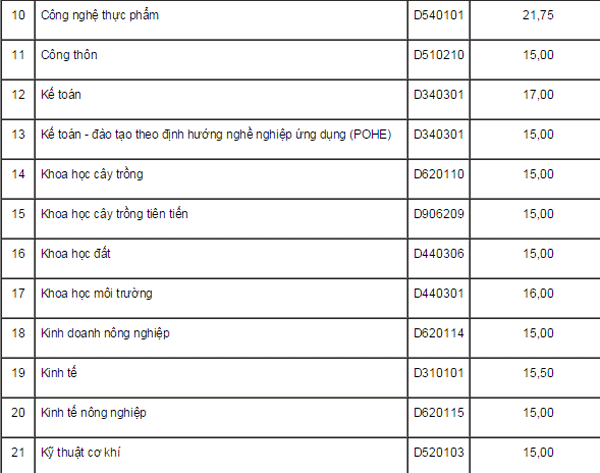 10 Công nghệ thực phẩm D540101 21,75
11 Công thôn D510210 15,00
12 Kế toán D340301 17,00
13 Kế toán - đào tạo theo định hướng nghề nghiệp ứng dụng (POHE) D340301 15,00
14 Khoa học cây trồng D620110 15,00
15 Khoa học cây trồng tiên tiến D906209 15,00
16 Khoa học đất D440306 15,00
17 Khoa học môi trường D440301 16,00
18 Kinh doanh nông nghiệp D620114 15,00
19 Kinh tế D310101 15,50
20 Kinh tế nông nghiệp D620115 15,00
21 Kỹ thuật cơ khí D520103 15,00